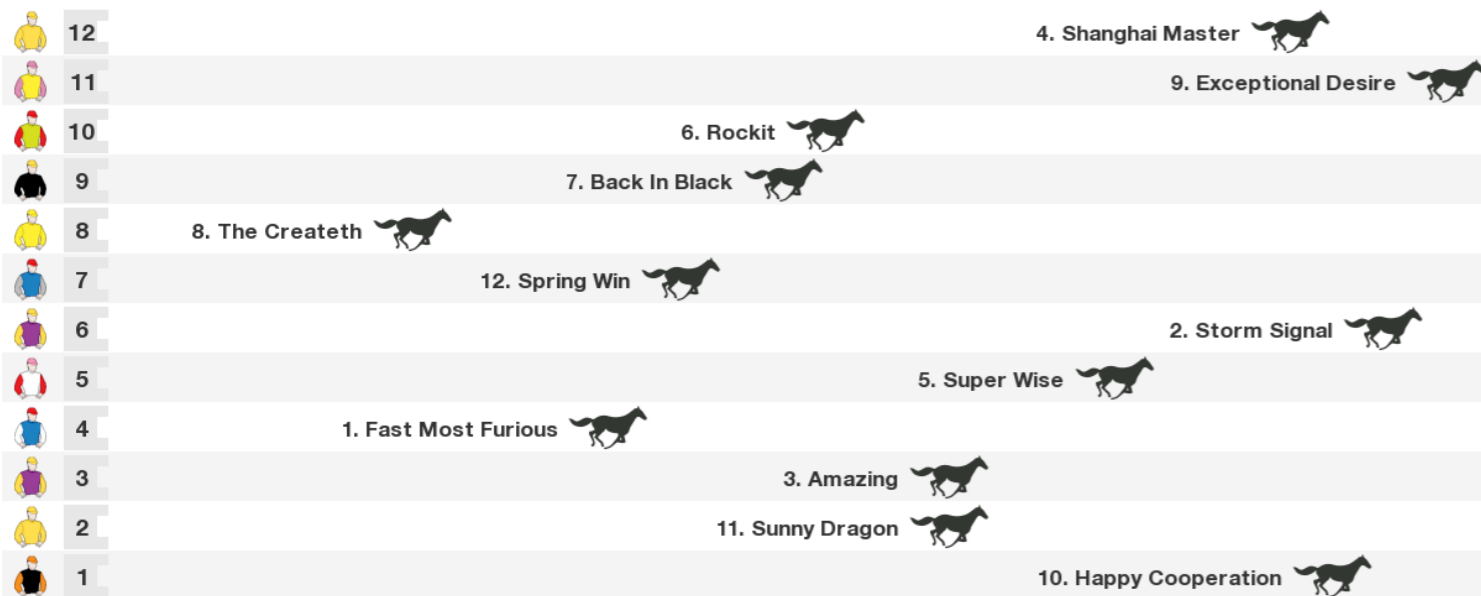 12 4. Shanghai Master
11 9. Exceptional Desire
10 6. Rockit
9 7. Back In Black
8 8. The Createth
7 12. Spring Win
6 2. Storm Signal
5 5. Super Wise
4 1. Fast Most Furious
3 3. Amazing
2 11. Sunny Dragon
1 10. Happy Cooperation